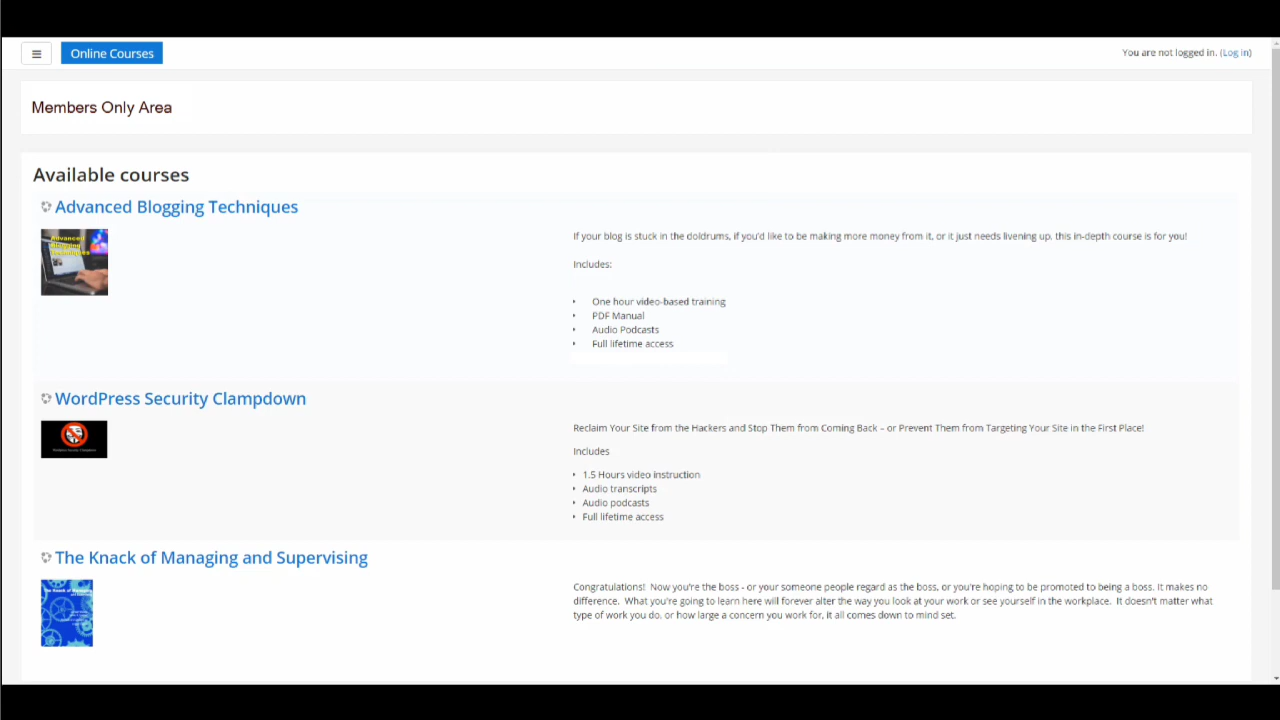 Online Courses
You are not logged in. (Log in)
Members Only Area
Available courses
Advanced Blogging Techniques
Advanced
Blogging
Techniques
If your blog is stuck in the doldrums, if you'd like to be making more money from it, or it just needs livening up, this in-depth course is for you!
Includes:
One hour video-based training
PDF Manual
Audio Podcasts
Full lifetime access
WordPress Security Clampdown
Reclaim Your Site from the Hackers and Stop Them from Coming Back – or Prevent Them from Targeting Your Site in the First Place!
Includes
1.5 Hours video instruction
Audio transcripts
Audio podcasts
Full lifetime access
The Knack of Managing and Supervising
The Knack of Managing
Congratulations! Now you're the boss - or your someone people regard as the boss, or you're hoping to be promoted to being a boss. It makes no
difference. What you're going to learn here will forever alter the way you look at your work or see yourself in the workplace. It doesn't matter what
type of work you do, or how large a concern you work for, it all comes down to mind set.